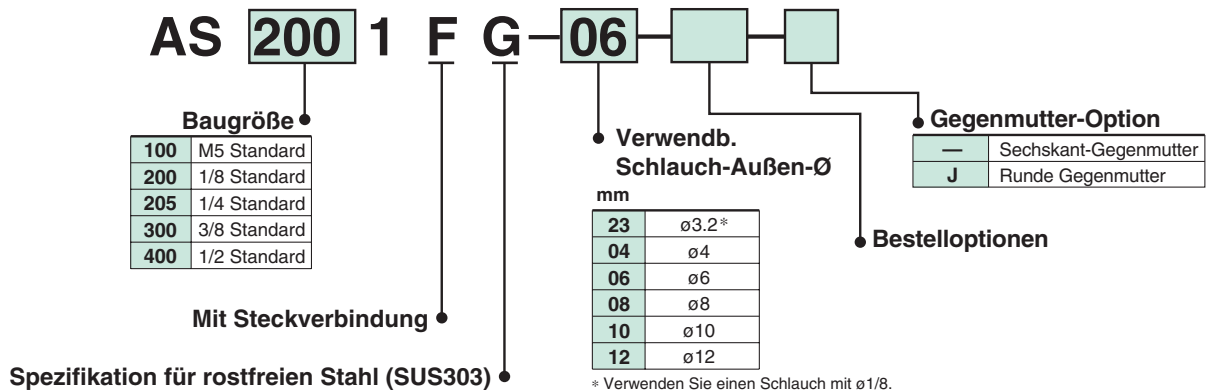 AS 200 1 F G–06–
Baugröße
100 M5 Standard
200 1/8 Standard
205 1/4 Standard
300 3/8 Standard
400 1/2 Standard
Mit Steckverbindung
Spezifikation für rostfreien Stahl (SUS303)
Verwendb.
Schlauch-Außen-Ø
mm
23 ø3.2*
04 ø4
06 ø6
08 ø8
10 ø10
12 ø12
* Verwenden Sie einen Schlauch mit ø1/8.
Bestelloptionen
Gegenmutter-Option
— Sechskant-Gegenmutter
J Runde Gegenmutter